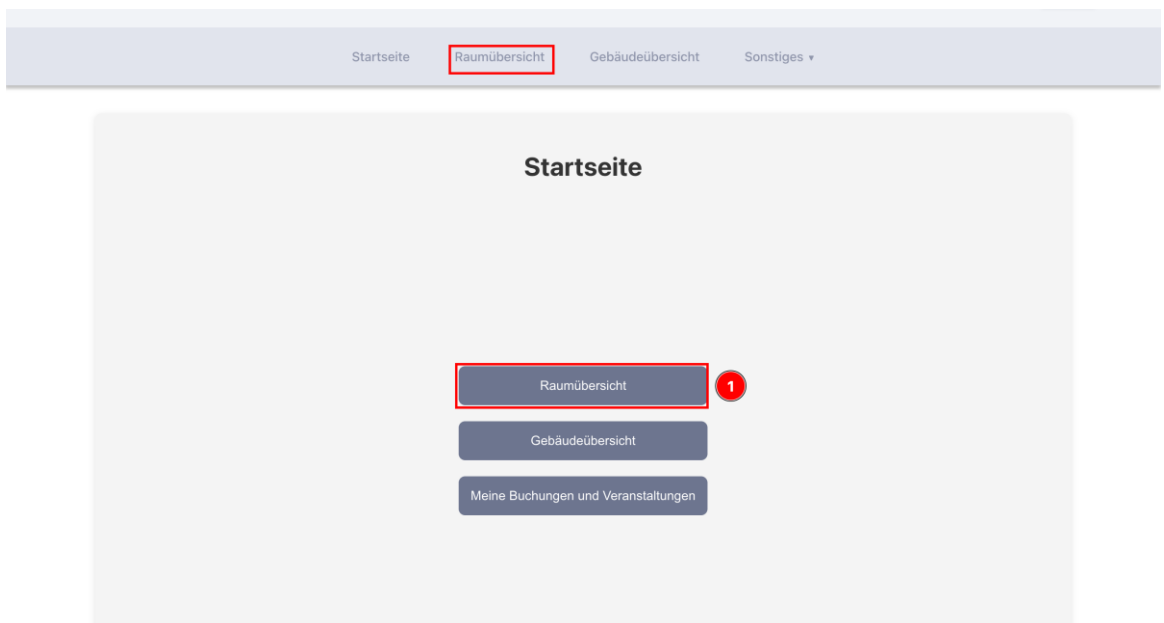 Startseite Raumübersicht Gebäudeübersicht Sonstiges ▾
Startseite
Raumübersicht 1
Gebäudeübersicht
Meine Buchungen und Veranstaltungen